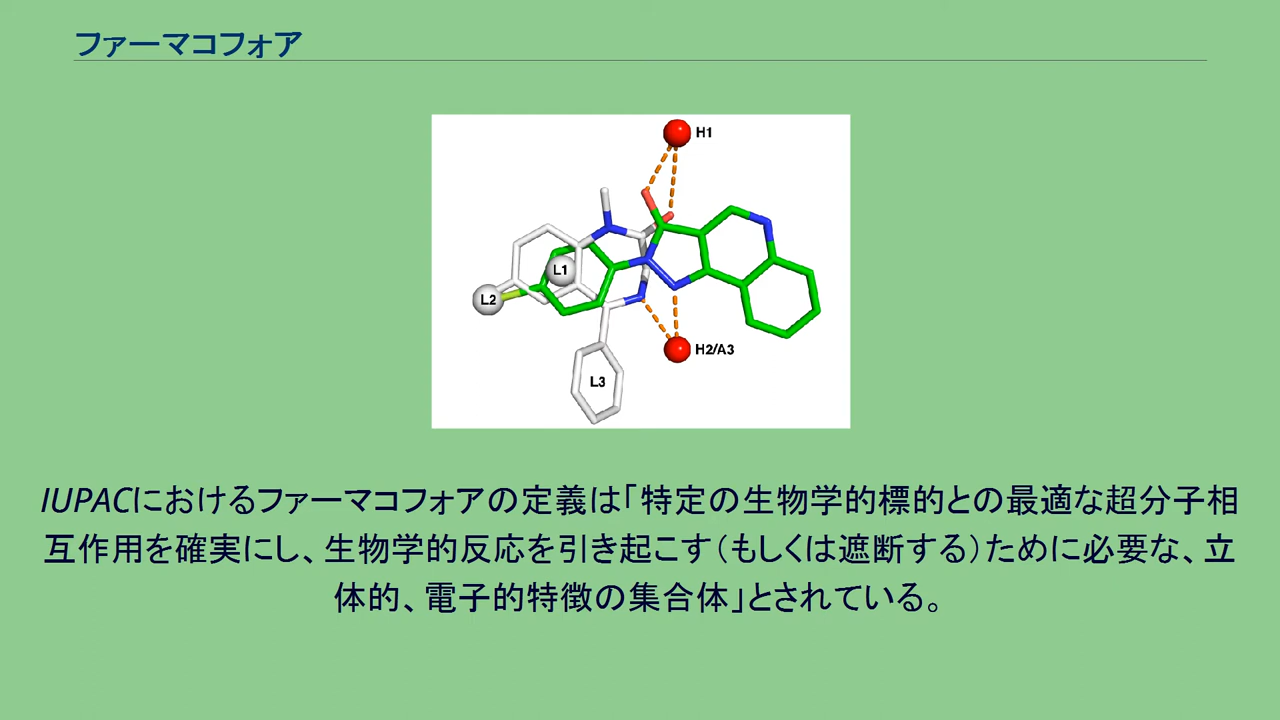 ファーマコフォア
H1
L1
L2
H2/A3
L3
IUPACにおけるファーマコフォアの定義は「特定の生物学的標的との最適な超分子相
互作用を確実にし、生物学的反応を引き起こす(もしくは遮断する)ために必要な、立
体的、電子的特徴の集合体」とされている。